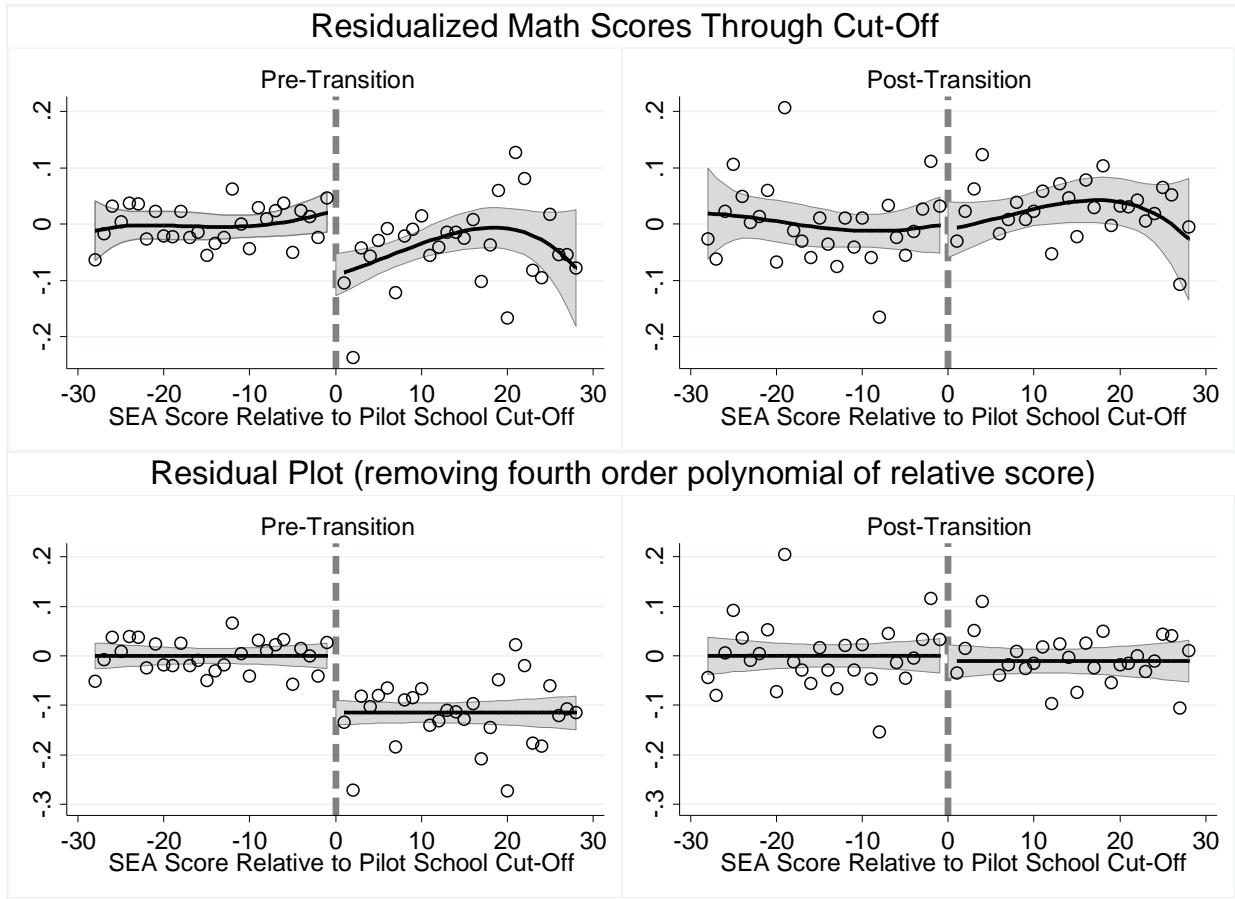 Residualized Math Scores Through Cut-Off
Pre-Transition
.2
.1
0
-.1
-.2
-30 -20 -10 0 10 20 30
SEA Score Relative to Pilot School Cut-Off
Post-Transition
.2
.1
0
-.1
-.2
-30 -20 -10 0 10 20 30
SEA Score Relative to Pilot School Cut-Off
Residual Plot (removing fourth order polynomial of relative score)
Pre-Transition
.2
.1
0
-.1
-.2
-.3
-30 -20 -10 0 10 20 30
SEA Score Relative to Pilot School Cut-Off
Post-Transition
.2
.1
0
-.1
-.2
-.3
-30 -20 -10 0 10 20 30
SEA Score Relative to Pilot School Cut-Off